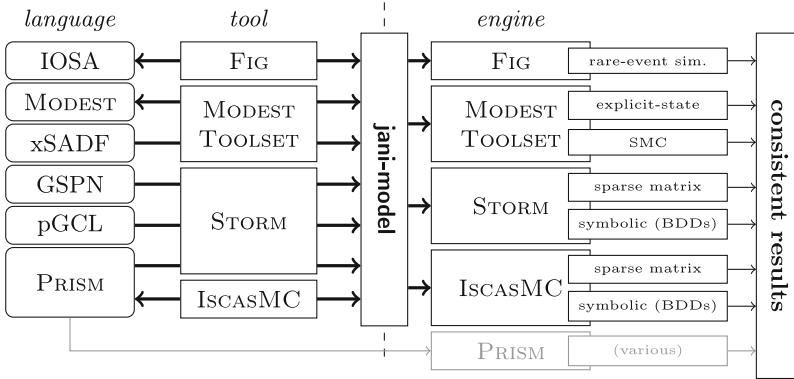 language tool engine
IOSA FIG FIG rare-event sim.
MODEST MODEST MODEST explicit-state
xSADF TOOLSET TOOLSET SMC
GSPN sparse matrix
STORM STORM
pGCL symbolic (BDDs)
PRISM sparse matrix
ISCASMC ISCASMC symbolic (BDDs)
PRISM (various)
jani-model
consistent results